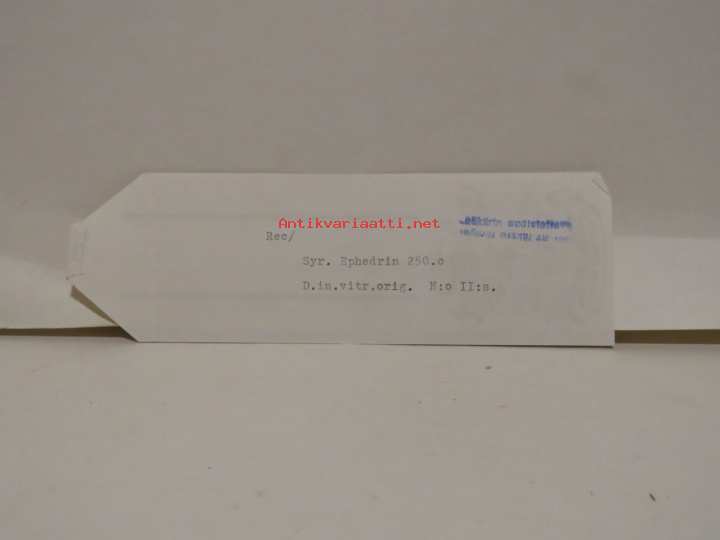 Antikvariaatti.net
Rec/
Syr. Ephedrin 250.o
D.in.vitr.orig. N:o II:s.